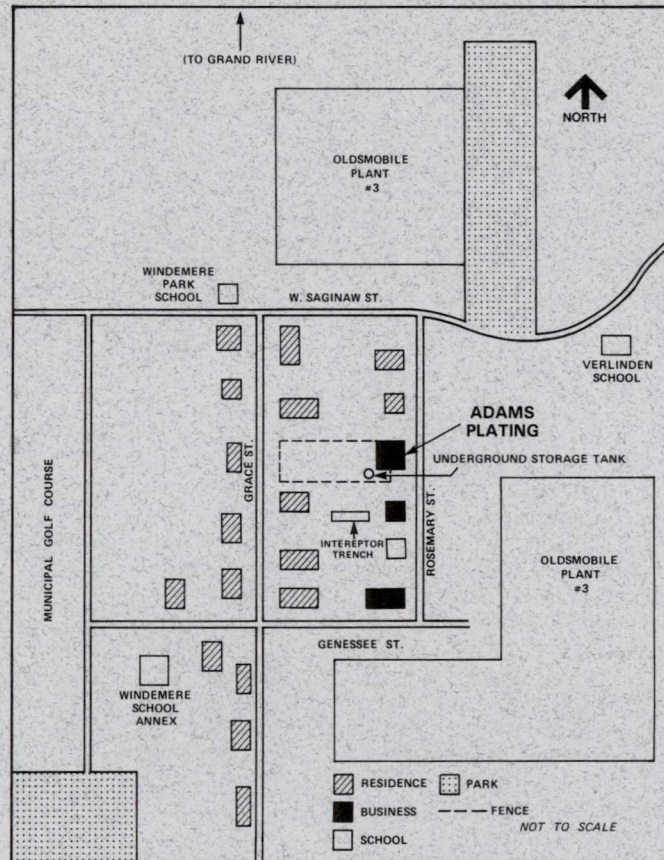 (TO GRAND RIVER)
NORTH
OLDSMOBILE
PLANT
#3
WINDEMERE
PARK
SCHOOL
W. SAGINAW ST.
VERLINDEN
SCHOOL
ADAMS
PLATING
UNDERGROUND STORAGE TANK
GRACE ST.
ROSEMARY ST.
MUNICIPAL GOLF COURSE
INTEREPTOR
TRENCH
OLDSMOBILE
PLANT
#3
GENESSEE ST.
WINDEMERE
SCHOOL
ANNEX
RESIDENCE
PARK
BUSINESS
FENCE
SCHOOL
NOT TO SCALE